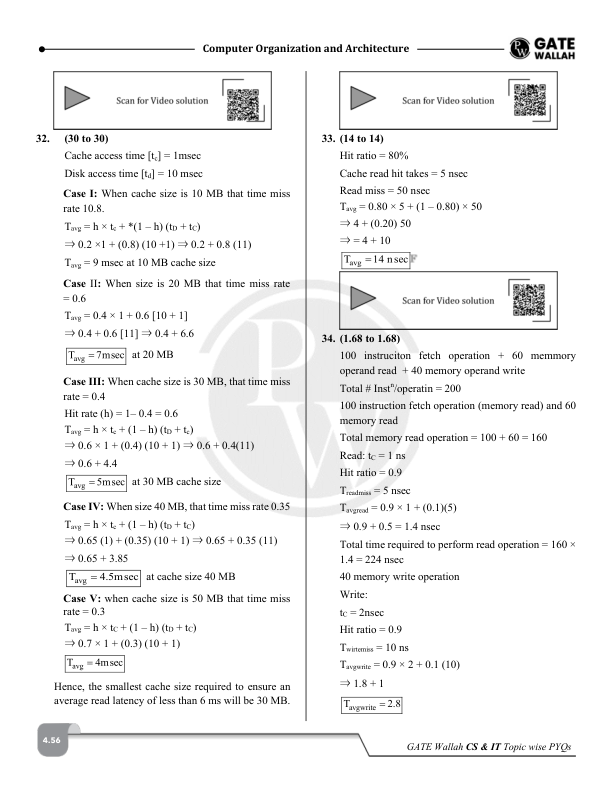 Computer Organization and Architecture
GATE
WALLAH
Scan for Video solution
32. (30 to 30)
Cache access time [tc] = 1msec
Disk access time [td] = 10 msec
Case I: When cache size is 10 MB that time miss
rate 10.8.
Tavg = h × tc + *(1 – h) (tD + tC)
⇒ 0.2 ×1 + (0.8) (10 +1) ⇒ 0.2 + 0.8 (11)
Tavg = 9 msec at 10 MB cache size
Case II: When size is 20 MB that time miss rate
= 0.6
Tavg = 0.4 × 1 + 0.6 [10 + 1]
⇒ 0.4 + 0.6 [11] ⇒ 0.4 + 6.6
Tavg = 7msec at 20 MB
Case III: When cache size is 30 MB, that time miss
rate = 0.4
Hit rate (h) = 1– 0.4 = 0.6
Tavg = h × tc + (1 – h) (tD + tc)
⇒ 0.6 × 1 + (0.4) (10 + 1) ⇒ 0.6 + 0.4(11)
⇒ 0.6 + 4.4
Tavg = 5msec at 30 MB cache size
Case IV: When size 40 MB, that time miss rate 0.35
Tavg = h × tc + (1 – h) (tD + tC)
⇒ 0.65 (1) + (0.35) (10 + 1) ⇒ 0.65 + 0.35 (11)
⇒ 0.65 + 3.85
Tavg = 4.5msec at cache size 40 MB
Case V: when cache size is 50 MB that time miss
rate = 0.3
Tavg = h × tC + (1 – h) (tD + tC)
⇒ 0.7 × 1 + (0.3) (10 + 1)
Tavg = 4msec
Hence, the smallest cache size required to ensure an
average read latency of less than 6 ms will be 30 MB.
Scan for Video solution
33. (14 to 14)
Hit ratio = 80%
Cache read hit takes = 5 nsec
Read miss = 50 nsec
Tavg = 0.80 × 5 + (1 – 0.80) × 50
⇒ 4 + (0.20) 50
⇒ = 4 + 10
Tavg = 14 nsec
Scan for Video solution
34. (1.68 to 1.68)
100 instruciton fetch operation + 60 memmory
operand read + 40 memory operand write
Total # Instn/operatin = 200
100 instruction fetch operation (memory read) and 60
memory read
Total memory read operation = 100 + 60 = 160
Read: tC = 1 ns
Hit ratio = 0.9
Treadmiss = 5 nsec
Tavgread = 0.9 × 1 + (0.1)(5)
⇒ 0.9 + 0.5 = 1.4 nsec
Total time required to perform read operation = 160 ×
1.4 = 224 nsec
40 memory write operation
Write:
tC = 2nsec
Hit ratio = 0.9
Twirtemiss = 10 ns
Tavgwrite = 0.9 × 2 + 0.1 (10)
⇒ 1.8 + 1
Tavgwrite = 2.8
4.56
GATE Wallah CS & IT Topic wise PYQs